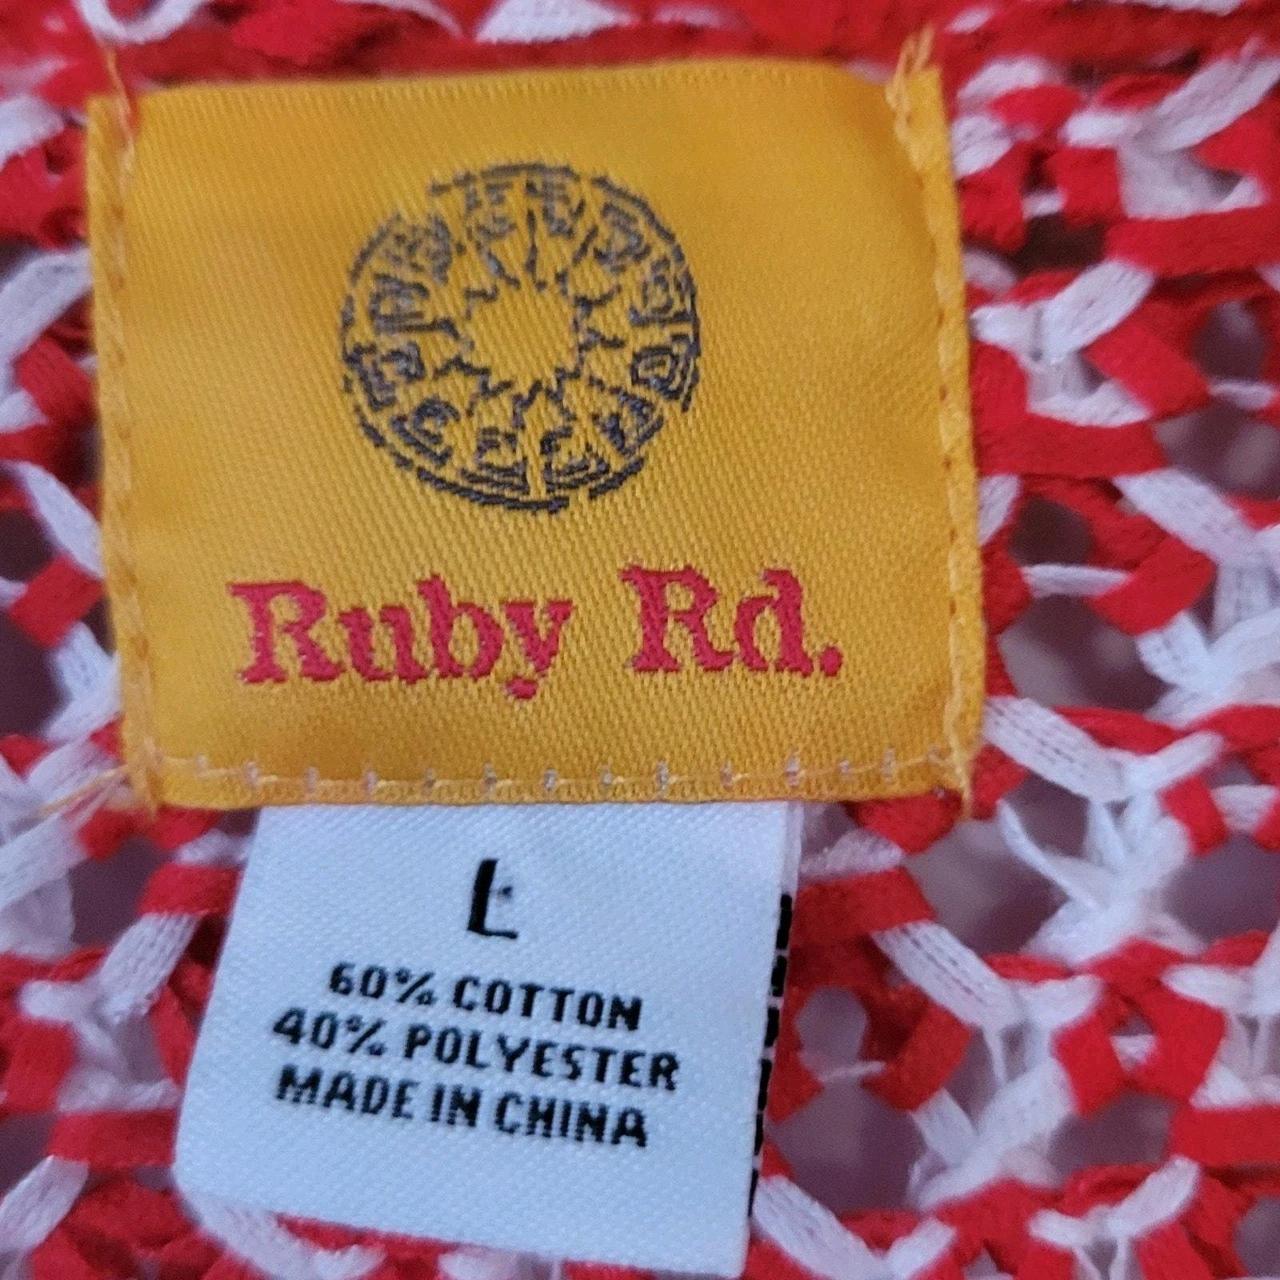 Ruby Rd.
L
60% COTTON
40% POLYESTER
MADE IN CHINA